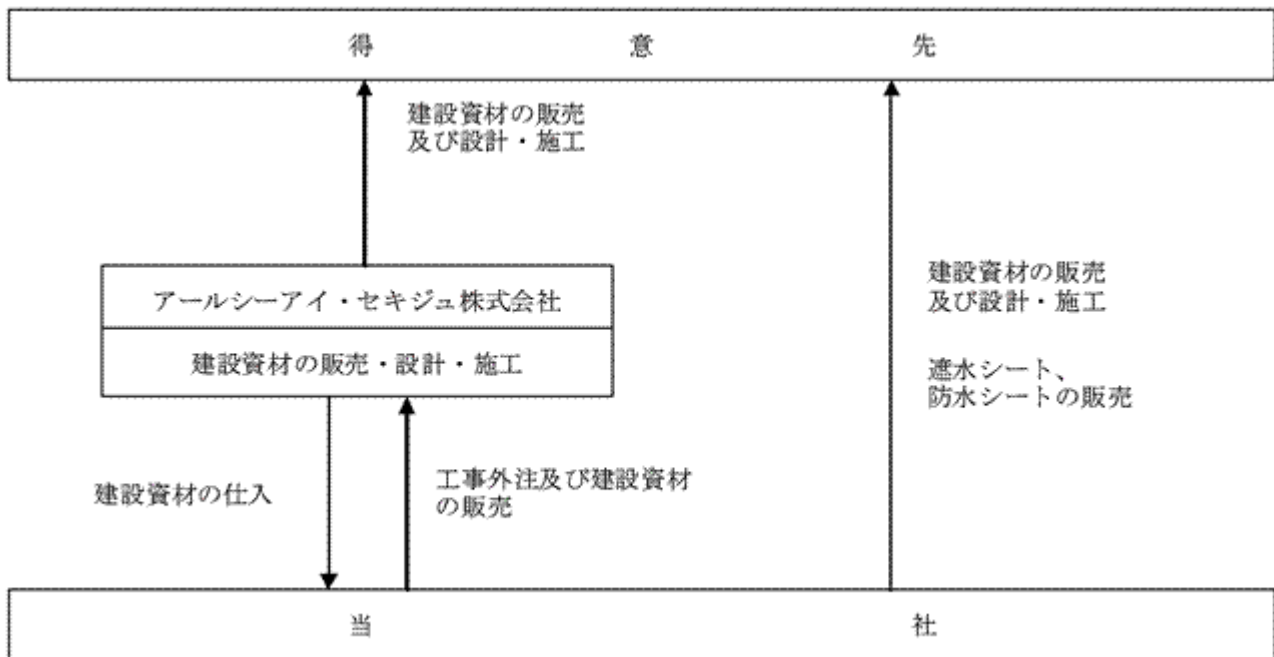 得意先
建設資材の販売
及び設計・施工
アールシーアイ・セキジュ株式会社
建設資材の販売・設計・施工
建設資材の販売
及び設計・施工
遮水シート、
防水シートの販売
建設資材の仕入
工事外注及び建設資材
の販売
当社